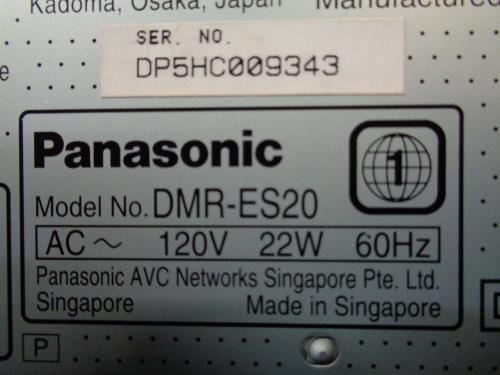 Kadoma, Osaka, Japan Manufactured
SER. NO.
DP5HC009343
e
Panasonic
1
Model No. DMR-ES20
AC～ 120V 22W 60Hz
Panasonic AVC Networks Singapore Pte. Ltd.
Singapore Made in Singapore
P